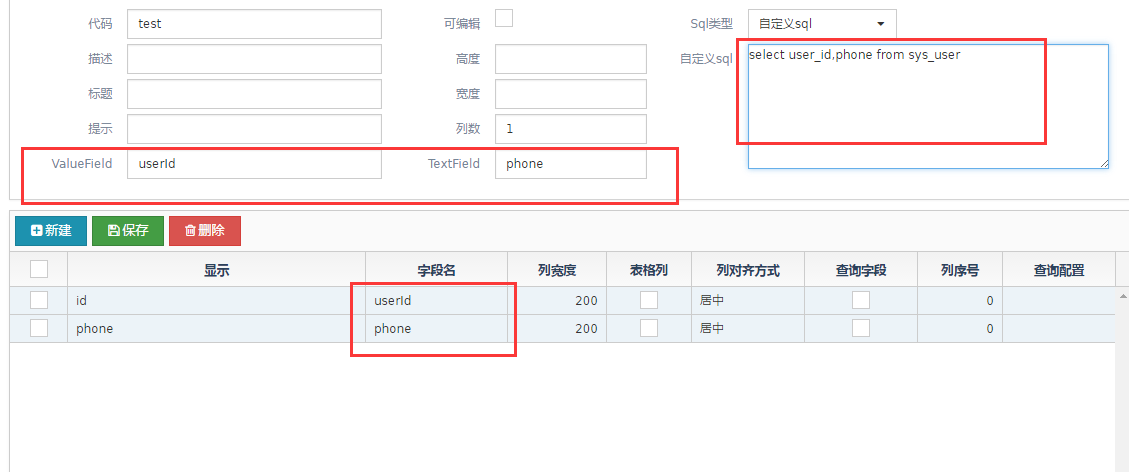 代码 test 可编辑 Sql类型 自定义sql
描述 高度 自定义sql select user_id,phone from sys_user
标题 宽度
提示 列数 1
ValueField userId TextField phone
新建 保存 删除
显示 字段名 列宽度 表格列 列对齐方式 查询字段 列序号 查询配置
id userId 200 居中 0
phone phone 200 居中 0